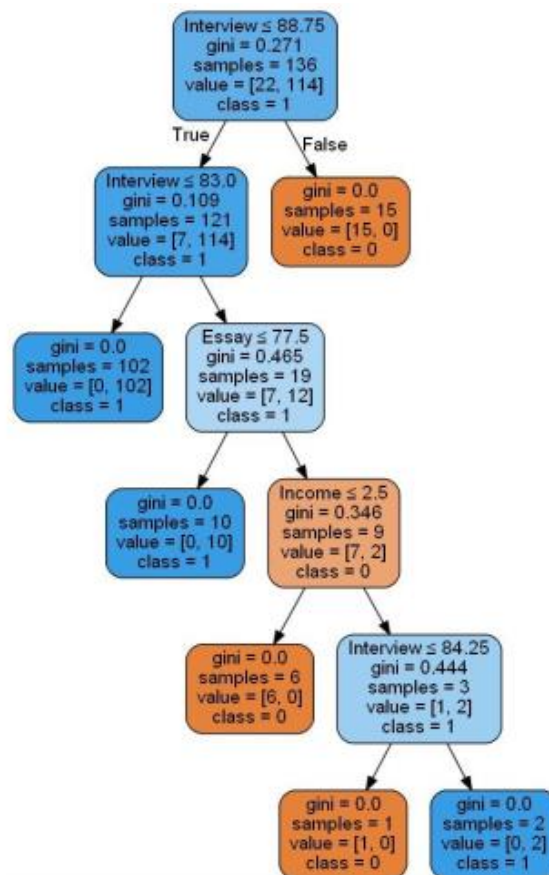 Interview ≤ 88.75
gini = 0.271
samples = 136
value = [22, 114]
class = 1
True
False
Interview ≤ 83.0
gini = 0.109
samples = 121
value = [7, 114]
class = 1
gini = 0.0
samples = 15
value = [15, 0]
class = 0
gini = 0.0
samples = 102
value = [0, 102]
class = 1
Essay ≤ 77.5
gini = 0.465
samples = 19
value = [7, 12]
class = 1
gini = 0.0
samples = 10
value = [0, 10]
class = 1
Income ≤ 2.5
gini = 0.346
samples = 9
value = [7, 2]
class = 0
gini = 0.0
samples = 6
value = [6, 0]
class = 0
Interview ≤ 84.25
gini = 0.444
samples = 3
value = [1, 2]
class = 1
gini = 0.0
samples = 1
value = [1, 0]
class = 0
gini = 0.0
samples = 2
value = [0, 2]
class = 1